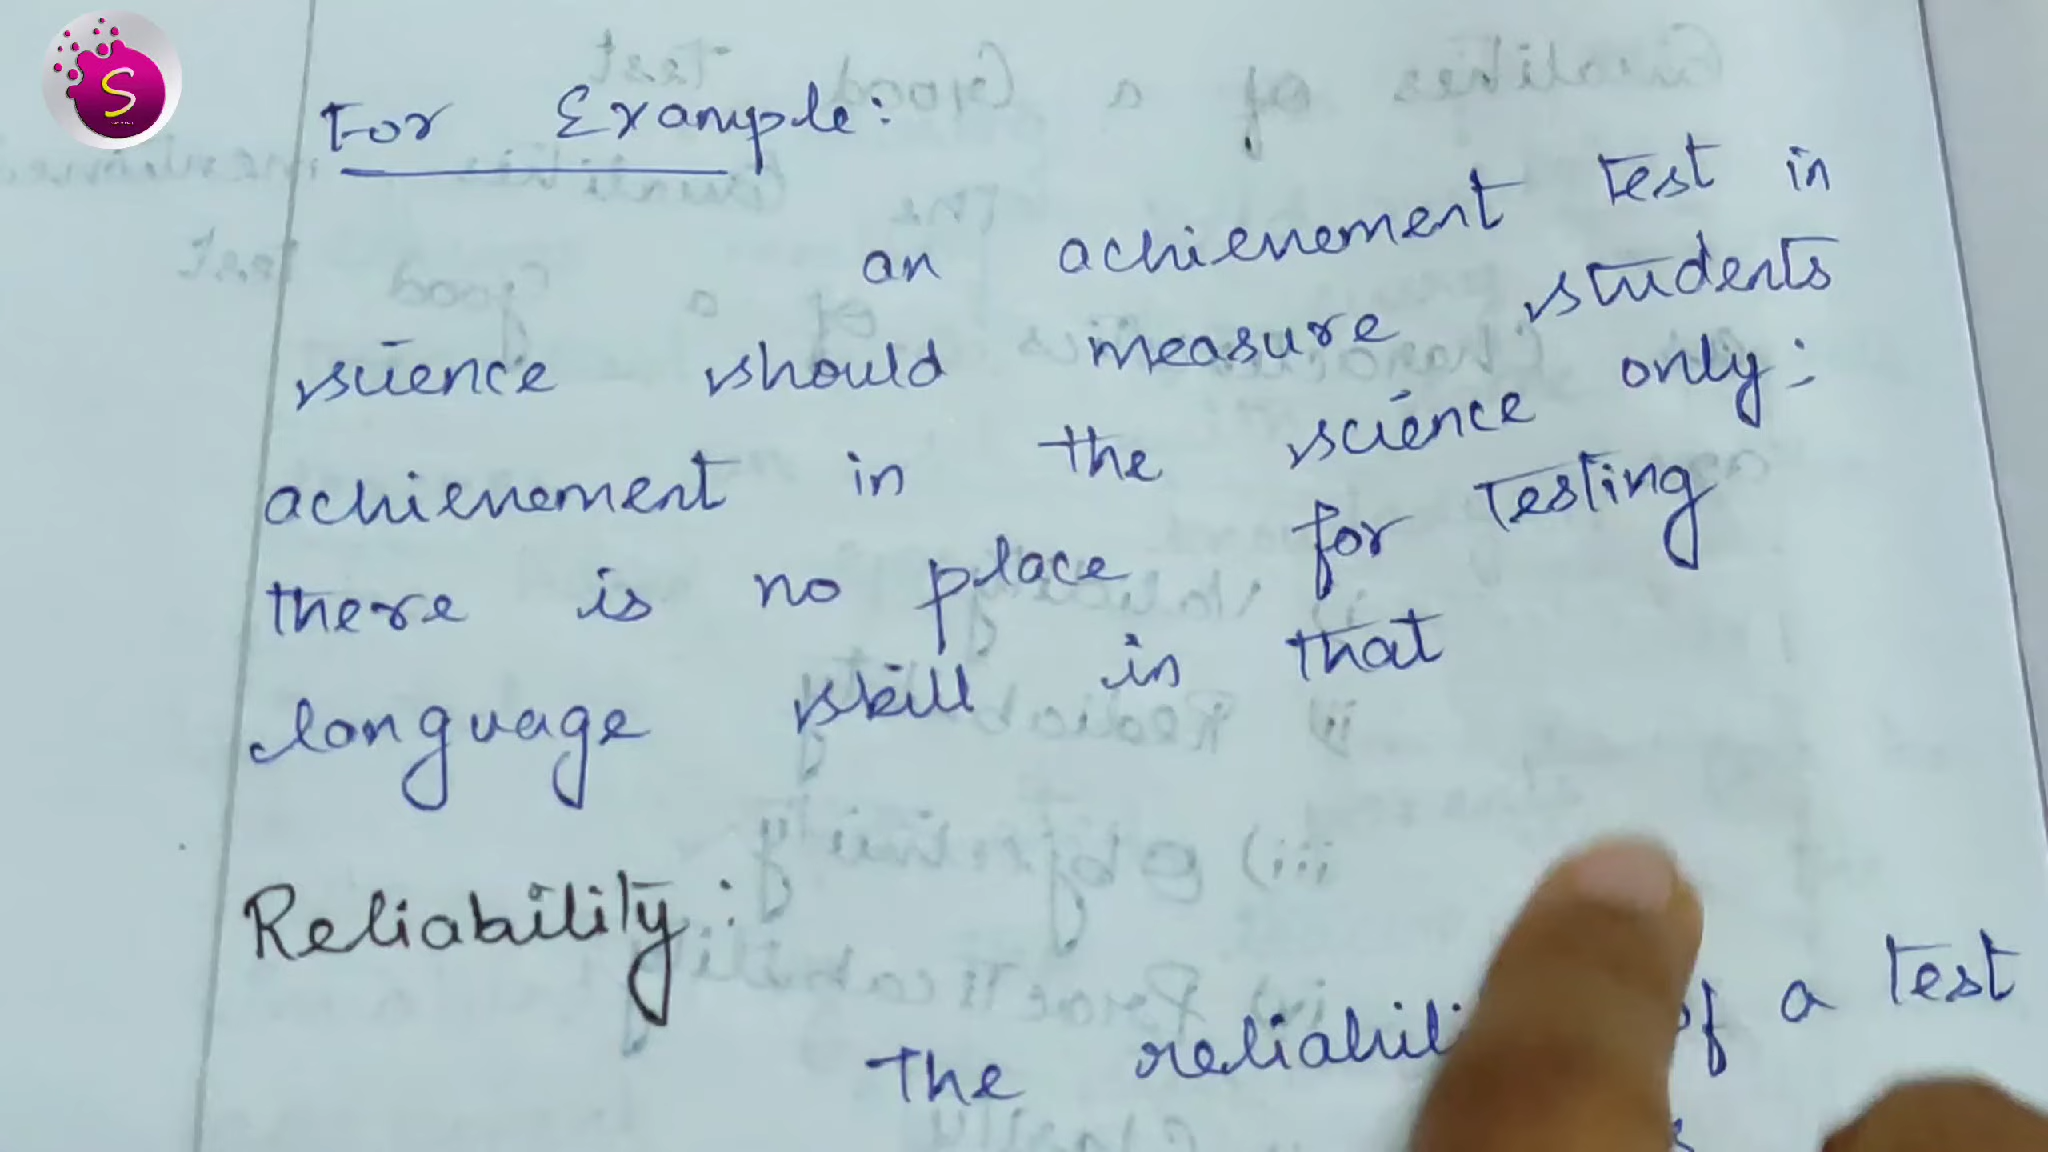 S
For Example:
an achievement test in
science should measure students
achievement in the science only:
there is no place for testing
language skill in that
Reliability:
The of a test